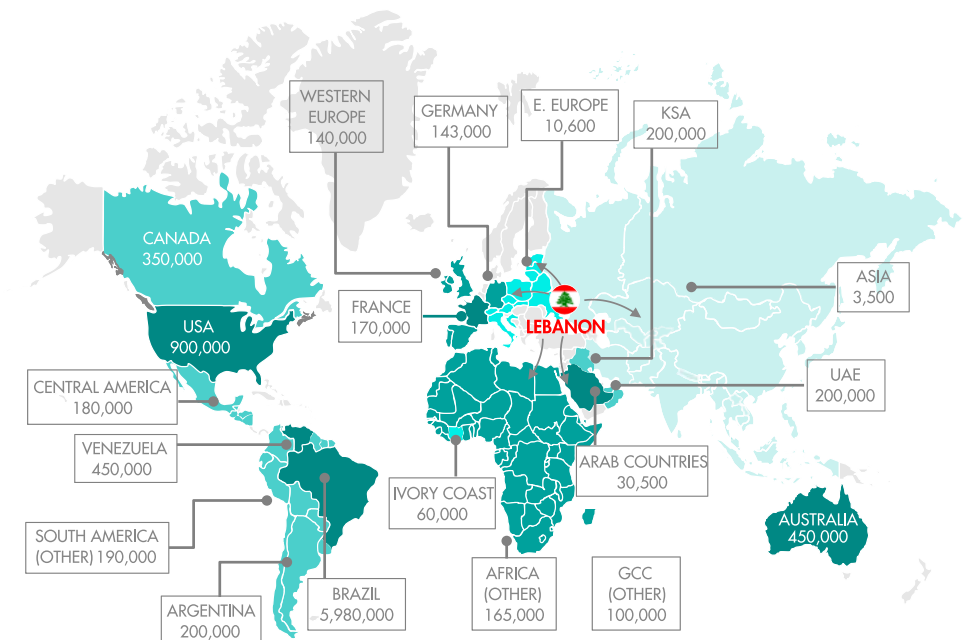 WESTERN
EUROPE
140,000
GERMANY
143,000
E. EUROPE
10,600
KSA
200,000
CANADA
350,000
ASIA
3,500
FRANCE
170,000
LEBANON
USA
900,000
UAE
200,000
CENTRAL AMERICA
180,000
VENEZUELA
450,000
ARAB COUNTRIES
30,500
IVORY COAST
60,000
AUSTRALIA
450,000
SOUTH AMERICA
(OTHER) 190,000
AFRICA
(OTHER)
165,000
GCC
(OTHER)
100,000
BRAZIL
5,980,000
ARGENTINA
200,000